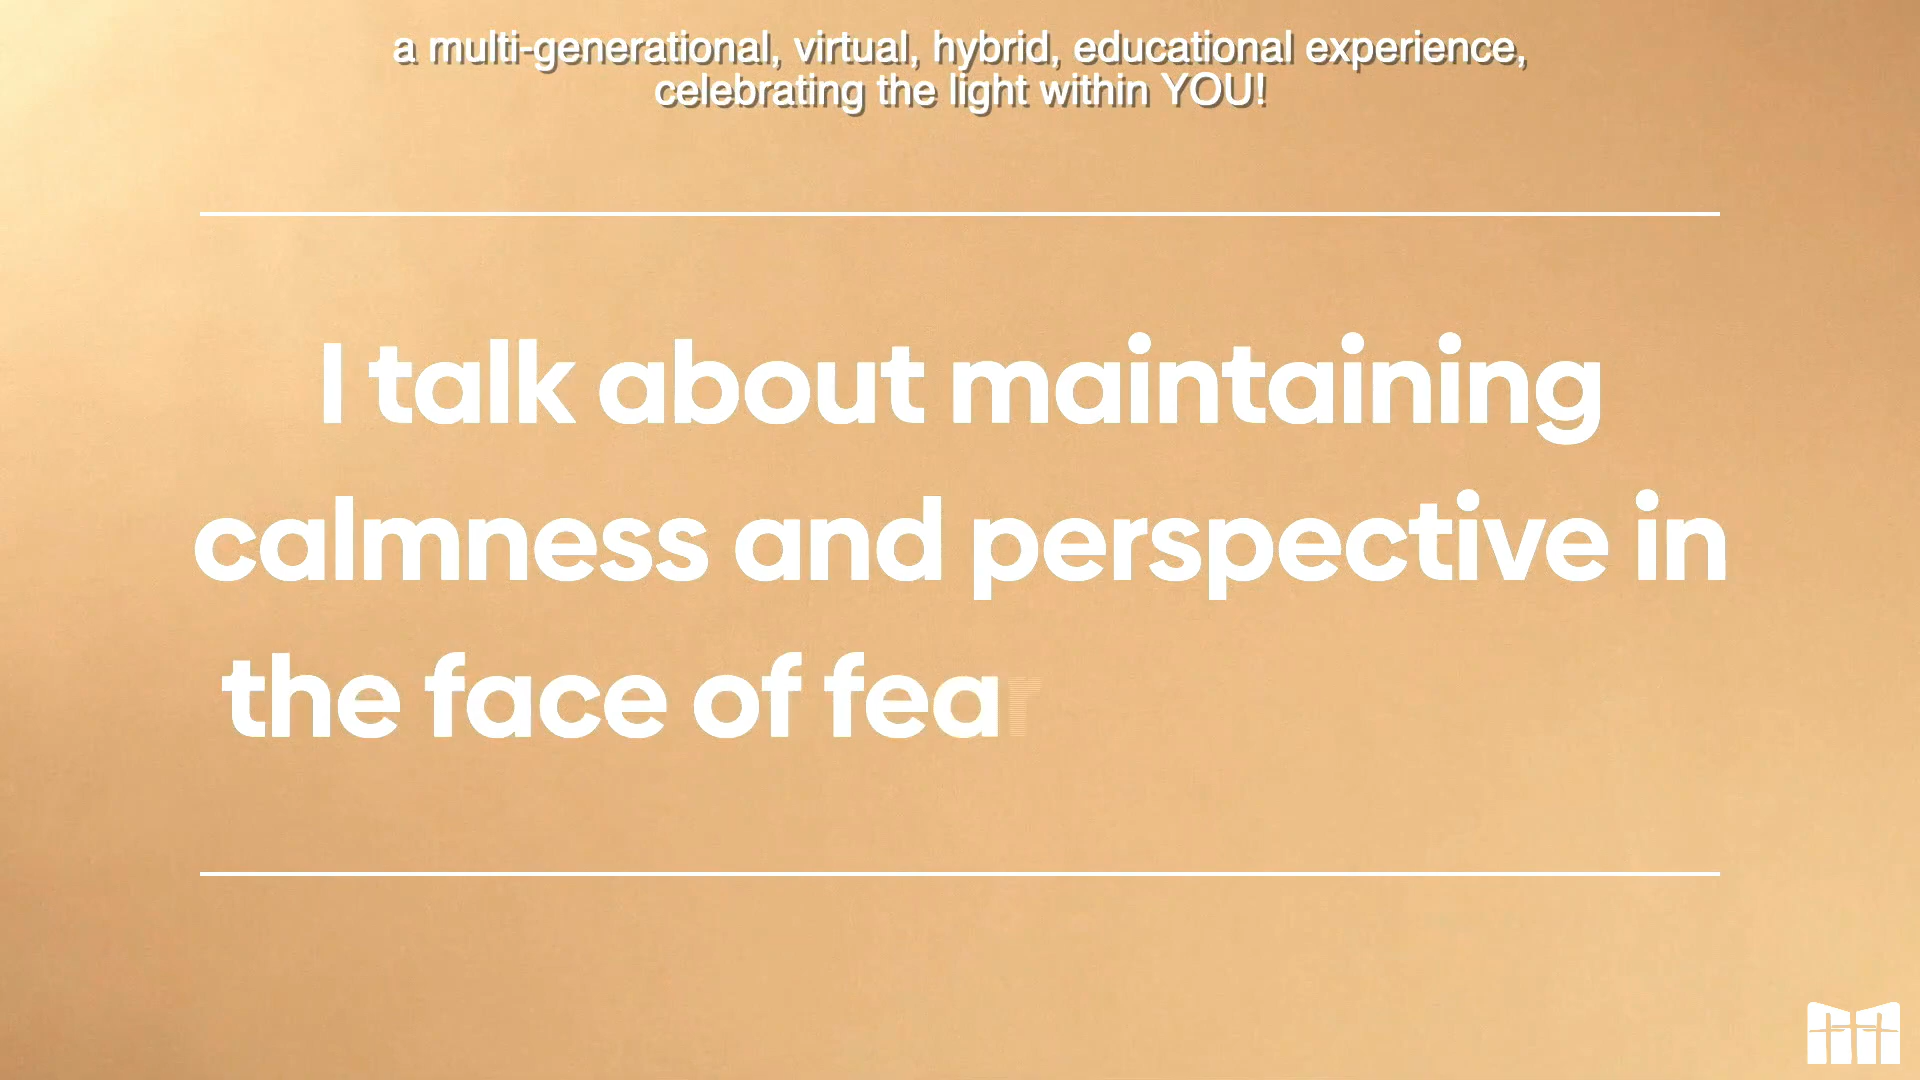 a multi-generational, virtual, hybrid, educational experience,
celebrating the light within YOU!
I talk about maintaining
calmness and perspective in
the face of fear